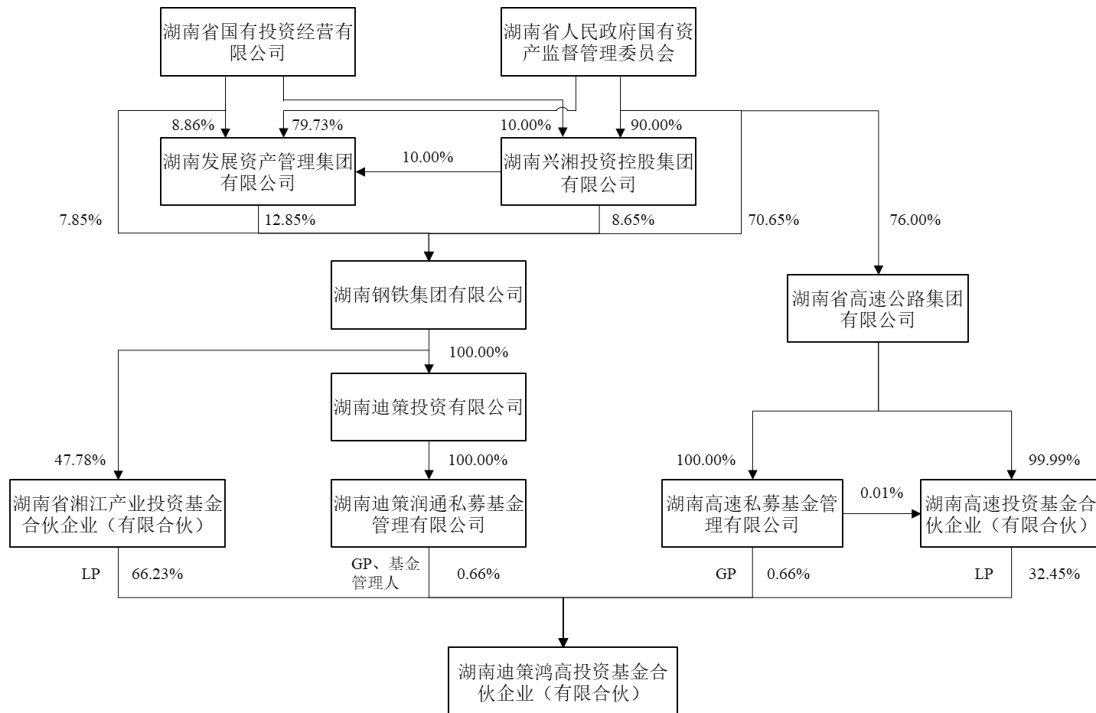 湖南省国有投资经营有
限公司
湖南省人民政府国有资
产监督管理委员会
8.86%
79.73%
10.00%
90.00%
湖南发展资产管理集团
有限公司
10.00%
湖南兴湘投资控股集团
有限公司
7.85%
12.85%
8.65%
70.65%
76.00%
湖南钢铁集团有限公司
湖南省高速公路集团
有限公司
100.00%
湖南迪策投资有限公司
47.78%
100.00%
100.00%
99.99%
湖南省湘江产业投资基金
合伙企业（有限合伙）
湖南迪策润通私募基金
管理有限公司
湖南高速私募基金管
理有限公司
0.01%
湖南高速投资基金合
伙企业（有限合伙）
LP
66.23%
GP、基金
管理人
0.66%
GP
0.66%
LP
32.45%
湖南迪策鸿高投资基金合
伙企业（有限合伙）